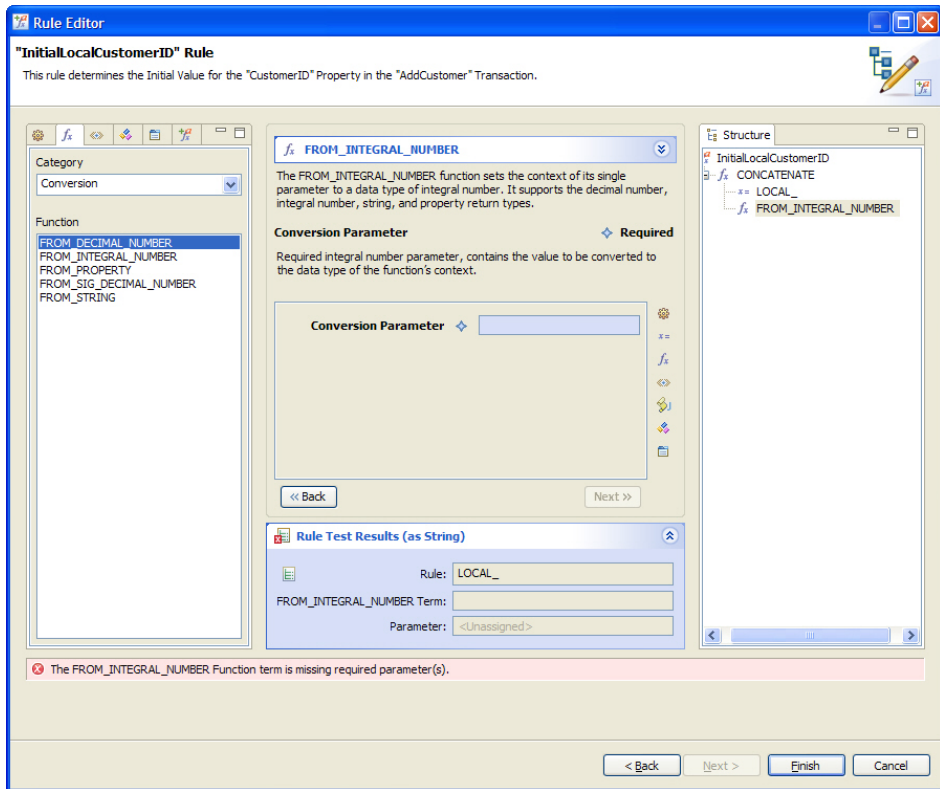 Rule Editor
"InitialLocalCustomerID" Rule
This rule determines the Initial Value for the "CustomerID" Property in the "AddCustomer" Transaction.
fx
Category
Conversion
Function
FROM_DECIMAL_NUMBER
FROM_INTEGRAL_NUMBER
FROM_PROPERTY
FROM_SIG_DECIMAL_NUMBER
FROM_STRING
fx FROM_INTEGRAL_NUMBER
The FROM_INTEGRAL_NUMBER function sets the context of its single
parameter to a data type of integral number. It supports the decimal number,
integral number, string, and property return types.
Conversion Parameter Required
Required integral number parameter, contains the value to be converted to
the data type of the function's context.
Conversion Parameter
x =
fx
<< Back Next >>
Rule Test Results (as String)
Rule: LOCAL_
FROM_INTEGRAL_NUMBER Term:
Parameter: <Unassigned>
Structure
InitialLocalCustomerID
fx CONCATENATE
x = LOCAL_
fx FROM_INTEGRAL_NUMBER
The FROM_INTEGRAL_NUMBER Function term is missing required parameter(s).
< Back Next > Finish Cancel